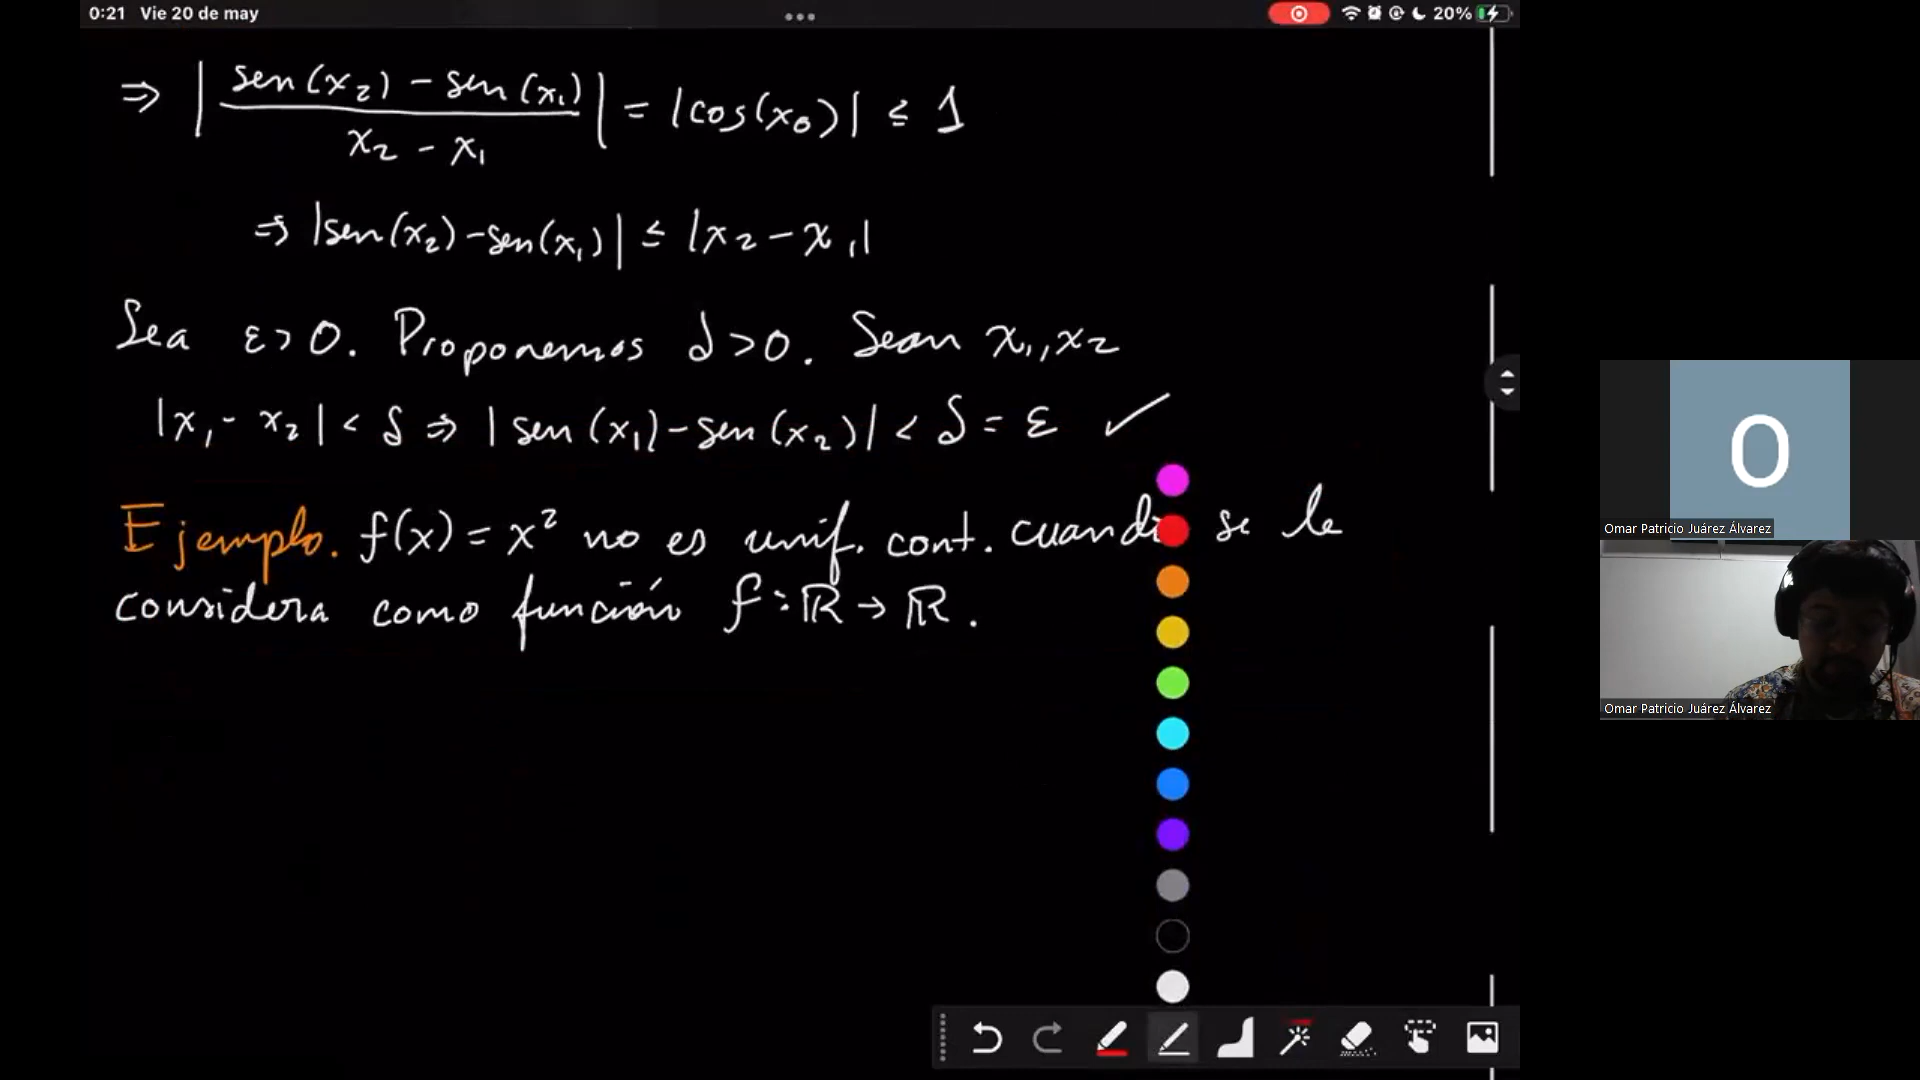 0:21 Vie 20 de may
20%
⇒ | sen(x₂) - sen(x₁) / x₂ - x₁ | = |cos(x₀)| ≤ 1
⇒ |sen(x₂) - sen(x₁)| ≤ |x₂ - x₁|
Sea ε > 0. Proponemos δ > 0. Sean x₁, x₂
|x₁ - x₂| < δ ⇒ |sen(x₁) - sen(x₂)| < δ = ε ✓
Ejemplo. f(x) = x² no es unif. cont. cuando se le
considera como función f: ℝ → ℝ.
O
Omar Patricio Juárez Álvarez
Omar Patricio Juárez Álvarez